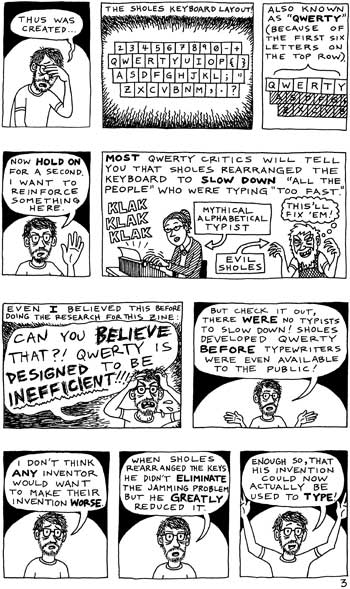 THUS WAS
CREATED...
THE SHOLES KEYBOARD LAYOUT!
2 3 4 5 6 7 8 9 0 - +
Q W E R T Y U I O P { }
A S D F G H J K L ; "
Z X C V B N M , . ?
ALSO KNOWN
AS "QWERTY"
(BECAUSE OF
THE FIRST SIX
LETTERS ON
THE TOP ROW).
Q W E R T Y
NOW HOLD ON
FOR A SECOND.
I WANT TO
REINFORCE
SOMETHING
HERE.
MOST QWERTY CRITICS WILL TELL
YOU THAT SHOLES REARRANGED THE
KEYBOARD TO SLOW DOWN "ALL THE
PEOPLE" WHO WERE TYPING "TOO FAST."
KLAK
KLAK
KLAK
MYTHICAL
ALPHABETICAL
TYPIST
THIS'LL
FIX 'EM!
EVIL
SHOLES
EVEN I BELIEVED THIS BEFORE
DOING THE RESEARCH FOR THIS ZINE:
CAN YOU BELIEVE
THAT?! QWERTY IS
DESIGNED TO BE
INEFFICIENT!!!
BUT CHECK IT OUT,
THERE WERE NO TYPISTS
TO SLOW DOWN! SHOLES
DEVELOPED QWERTY
BEFORE TYPEWRITERS
WERE EVEN AVAILABLE
TO THE PUBLIC!
I DON'T THINK
ANY INVENTOR
WOULD WANT
TO MAKE THEIR
INVENTION WORSE.
WHEN SHOLES
REARRANGED THE KEYS
HE DIDN'T ELIMINATE
THE JAMMING PROBLEM
BUT HE GREATLY
REDUCED IT.
ENOUGH SO, THAT
HIS INVENTION
COULD NOW
ACTUALLY BE
USED TO TYPE!
3